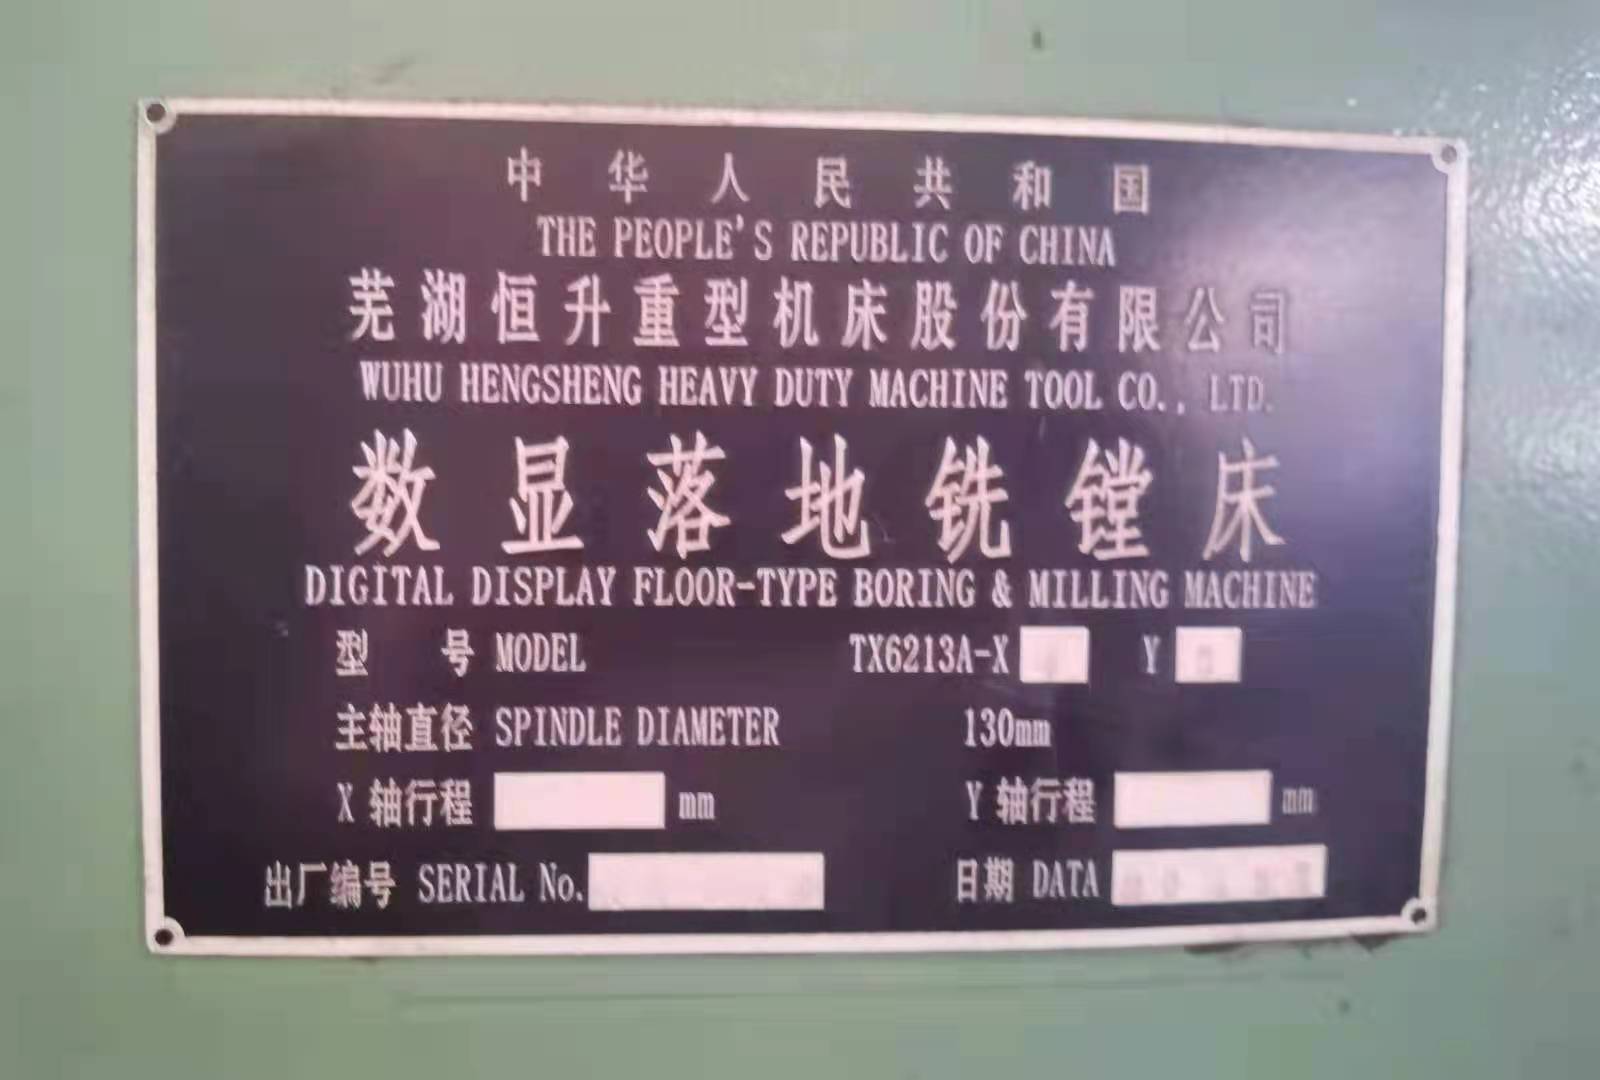 中华人民共和国
THE PEOPLE'S REPUBLIC OF CHINA
芜湖恒升重型机床股份有限公司
WUHU HENGSHENG HEAVY DUTY MACHINE TOOL CO., LTD.
数显落地铣镗床
DIGITAL DISPLAY FLOOR-TYPE BORING & MILLING MACHINE
型 号 MODEL TX6213A-X Y
主轴直径 SPINDLE DIAMETER 130mm
X 轴行程 mm Y 轴行程 mm
出厂编号 SERIAL No. 日期 DATA